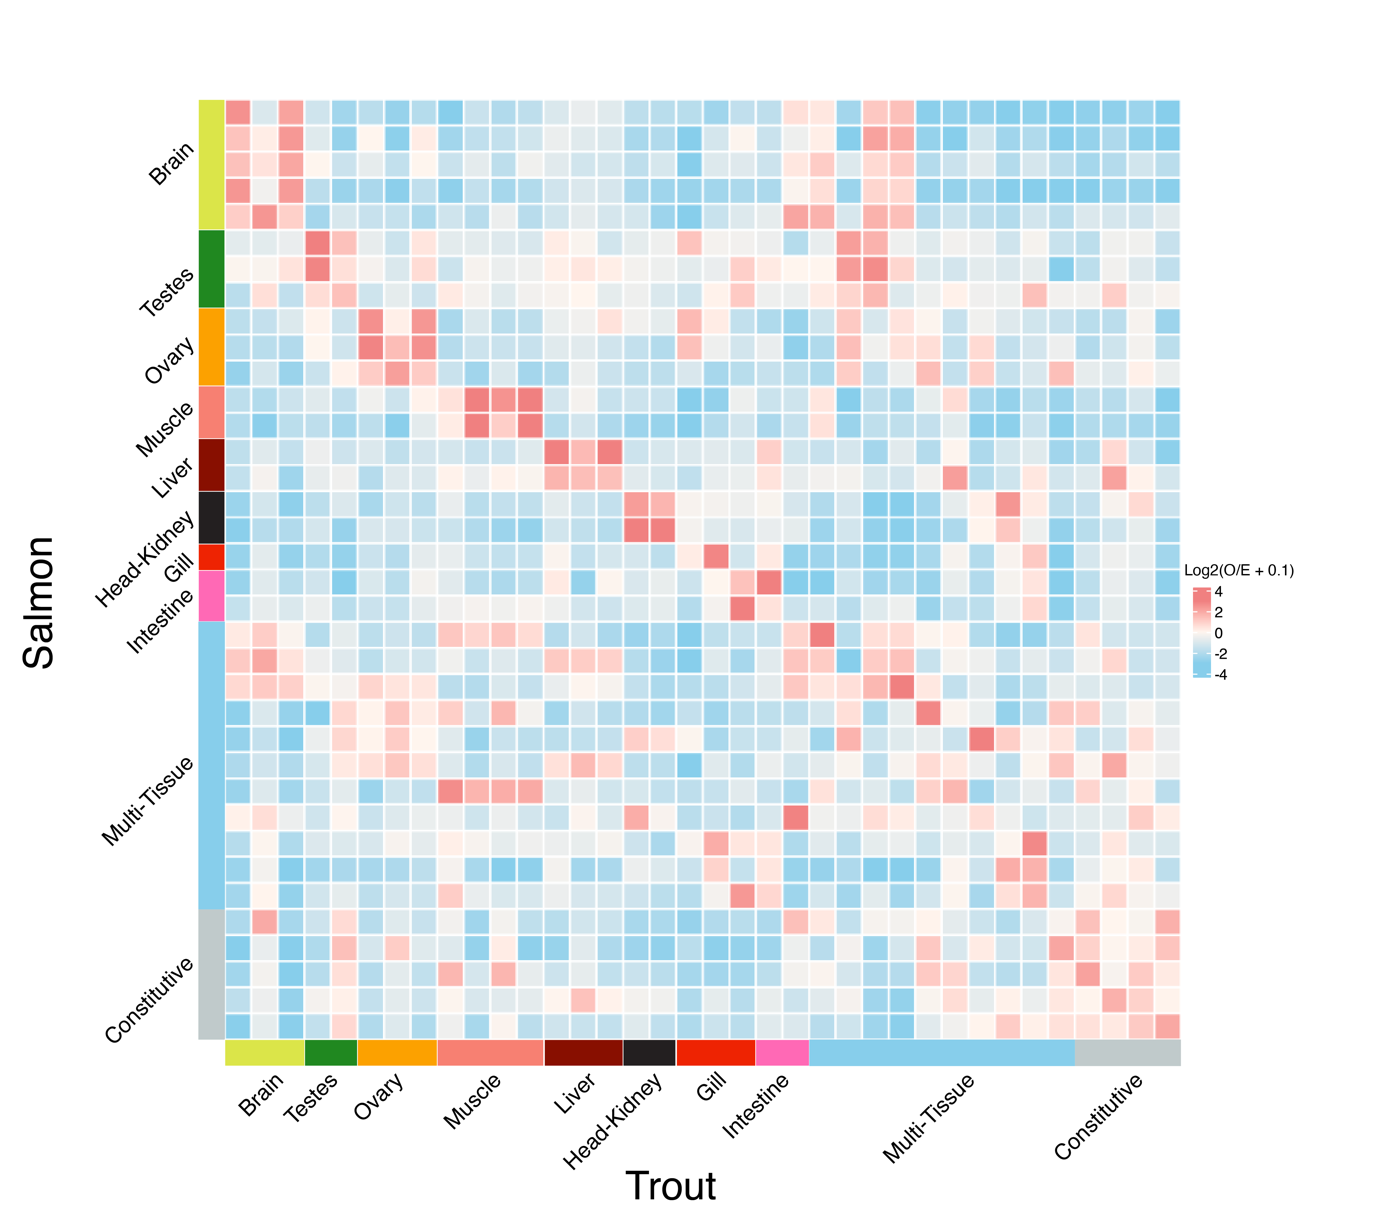 Salmon
Brain
Testes
Ovary
Muscle
Liver
Head-Kidney
Gill
Intestine
Multi-Tissue
Constitutive
Log2(O/E + 0.1)
4
2
0
-2
-4
Brain
Testes
Ovary
Muscle
Liver
Head-Kidney
Gill
Intestine
Multi-Tissue
Constitutive
Trout